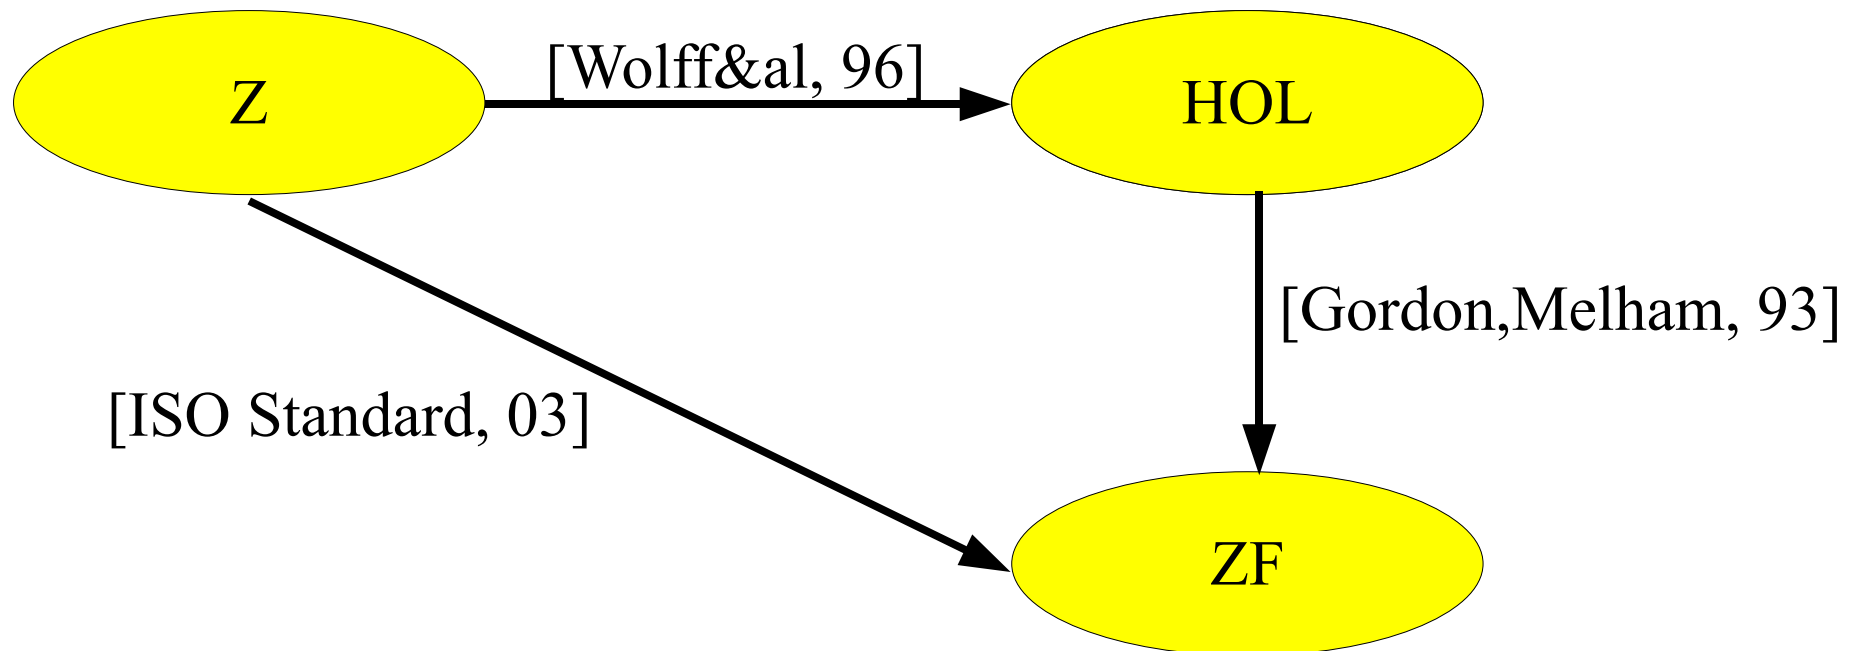 [Wolff&al, 96]
Z
HOL
[Gordon,Melham, 93]
[ISO Standard, 03]
ZF